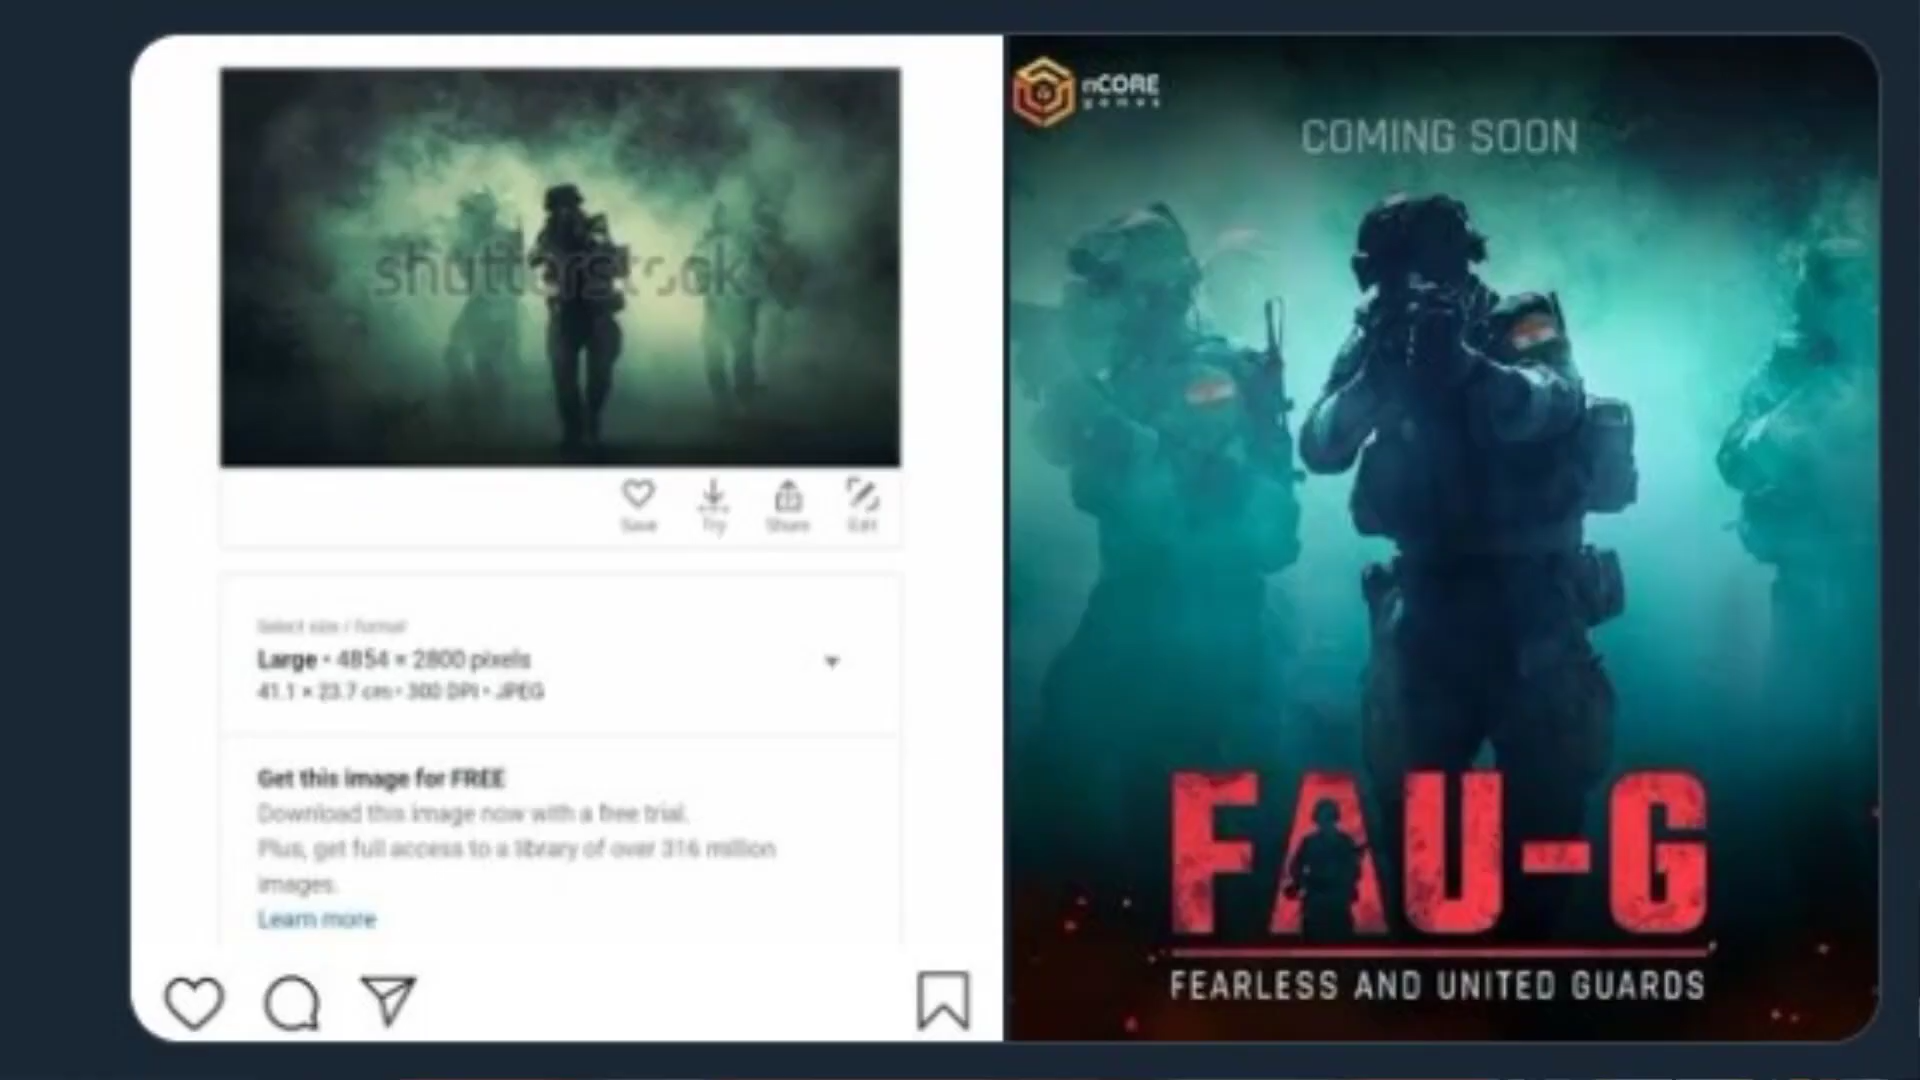 shutterstock
Save
Try
Share
Edit
Select size / format
Large • 4854 × 2800 pixels
41.1 × 23.7 cm • 300 DPI • JPEG
Get this image for FREE
Download this image now with a free trial.
Plus, get full access to a library of over 316 million
images.
Learn more
nCORE
games
COMING SOON
FAU-G
FEARLESS AND UNITED GUARDS